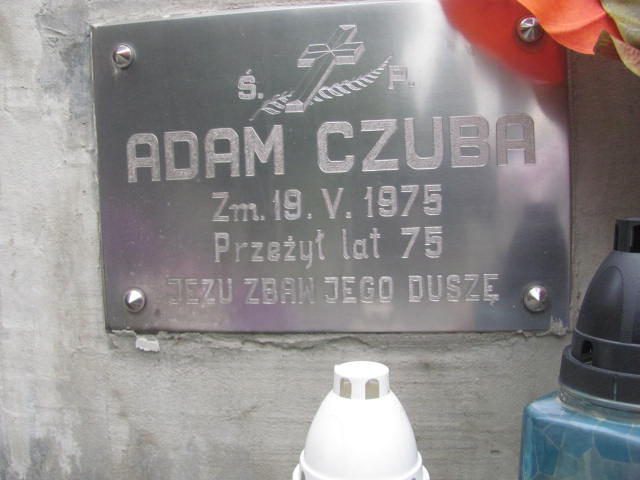 Ś. P.
ADAM CZUBA
Zm. 19. V. 1975
Przeżył lat 75
JEZU ZBAW JEGO DUSZĘ